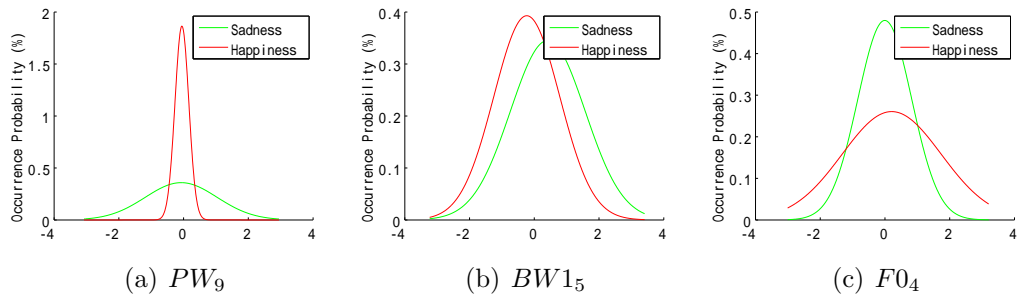 Occurrence Probability (%)
2
1.5
1
0.5
0
-4
-2
0
2
4
Sadness
Happiness
(a) PW₉
Occurrence Probability (%)
0.4
0.3
0.2
0.1
0
-4
-2
0
2
4
Sadness
Happiness
(b) BW1₅
Occurrence Probability (%)
0.5
0.4
0.3
0.2
0.1
0
-4
-2
0
2
4
Sadness
Happiness
(c) F0₄